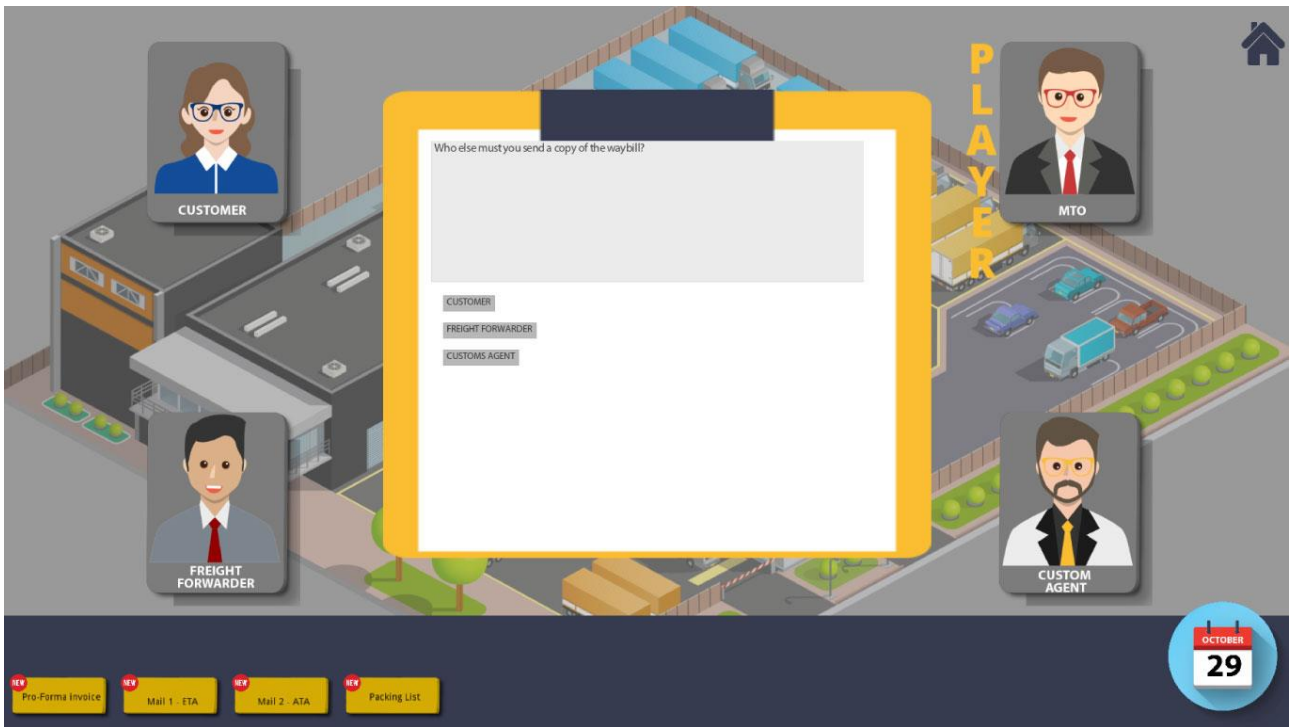 CUSTOMER
PLAYER
MTO
Who else must you send a copy of the waybill?
CUSTOMER
FREIGHT FORWARDER
CUSTOMS AGENT
FREIGHT
FORWARDER
CUSTOM
AGENT
OCTOBER
29
NEW
Pro-Forma Invoice
NEW
Mail 1 - ETA
NEW
Mail 2 - ATA
NEW
Packing List